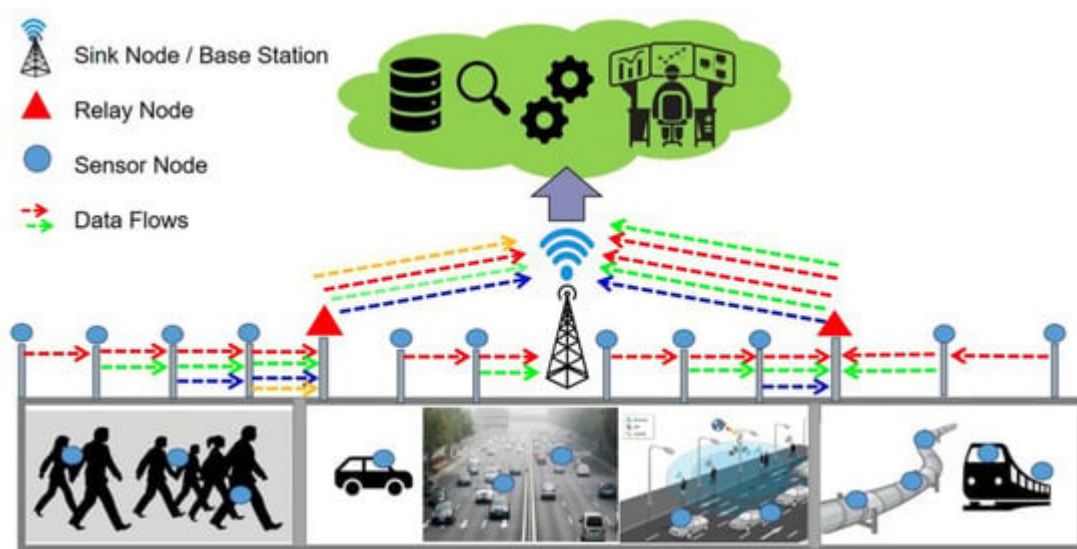 Sink Node / Base Station
Relay Node
Sensor Node
Data Flows